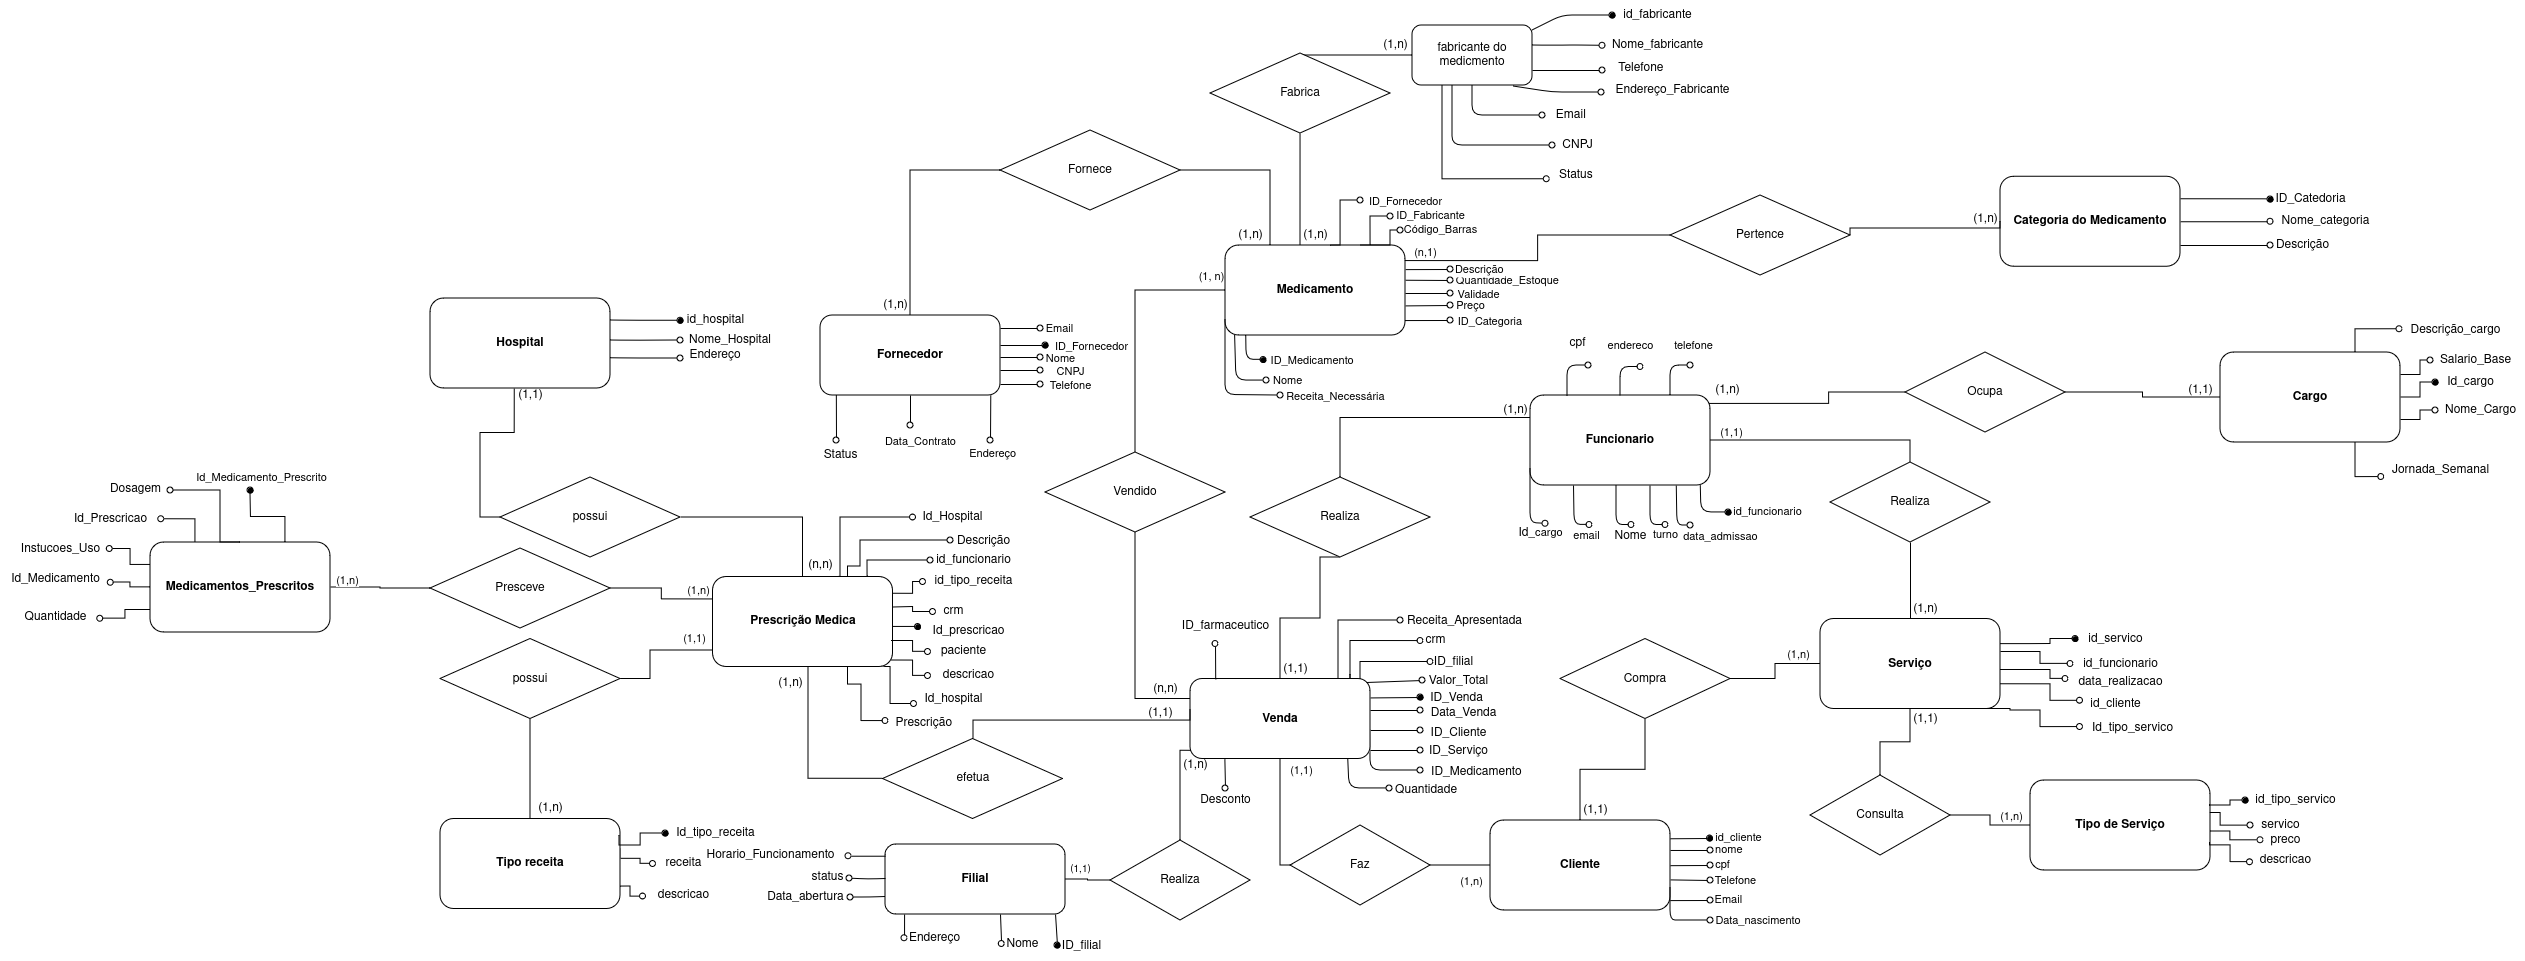 id_fabricante
(1,n)
fabricante do
medicmento
Nome_fabricante
Telefone
Endereço_Fabricante
Fabrica
Email
CNPJ
Status
Fornece
ID_Fornecedor
ID_Fabricante
Código_Barras
(1,n)
(1,n)
(n,1)
Pertence
(1,n)
Categoria do Medicamento
ID_Catedoria
Nome_categoria
Descrição
(1, n)
Medicamento
Descrição
Quantidade_Estoque
Validade
Preço
ID_Categoria
ID_Medicamento
Nome
Receita_Necessária
(1,n)
Fornecedor
Email
ID_Fornecedor
Nome
CNPJ
Telefone
Status
Data_Contrato
Endereço
Hospital
id_hospital
Nome_Hospital
Endereço
(1,1)
cpf
endereco
telefone
(1,n)
Funcionario
(1,n)
(1,1)
Ocupa
(1,1)
Cargo
Descrição_cargo
Salario_Base
Id_cargo
Nome_Cargo
Jornada_Semanal
Id_cargo
email
Nome
turno
data_admissao
id_funcionario
Vendido
Realiza
Realiza
possui
Dosagem
Id_Medicamento_Prescrito
Id_Prescricao
Instucoes_Uso
Id_Medicamento
Quantidade
Medicamentos_Prescritos
(1,n)
Presceve
(1,n)
(n,n)
Id_Hospital
Descrição
id_funcionario
id_tipo_receita
crm
Id_prescricao
paciente
descricao
Id_hospital
Prescrição
Prescrição Medica
(1,1)
(1,n)
possui
(1,n)
Tipo receita
Id_tipo_receita
receita
descricao
efetua
(1,1)
(n,n)
ID_farmaceutico
(1,1)
Venda
Receita_Apresentada
crm
ID_filial
Valor_Total
ID_Venda
Data_Venda
ID_Cliente
ID_Serviço
ID_Medicamento
Quantidade
(1,n)
Desconto
(1,1)
Horario_Funcionamento
status
Data_abertura
Filial
(1,1)
Realiza
Endereço
Nome
ID_filial
Faz
(1,n)
(1,1)
Cliente
id_cliente
nome
cpf
Telefone
Email
Data_nascimento
Compra
(1,n)
(1,n)
Serviço
id_servico
id_funcionario
data_realizacao
id_cliente
Id_tipo_servico
(1,1)
Consulta
(1,n)
Tipo de Serviço
id_tipo_servico
servico
preco
descricao